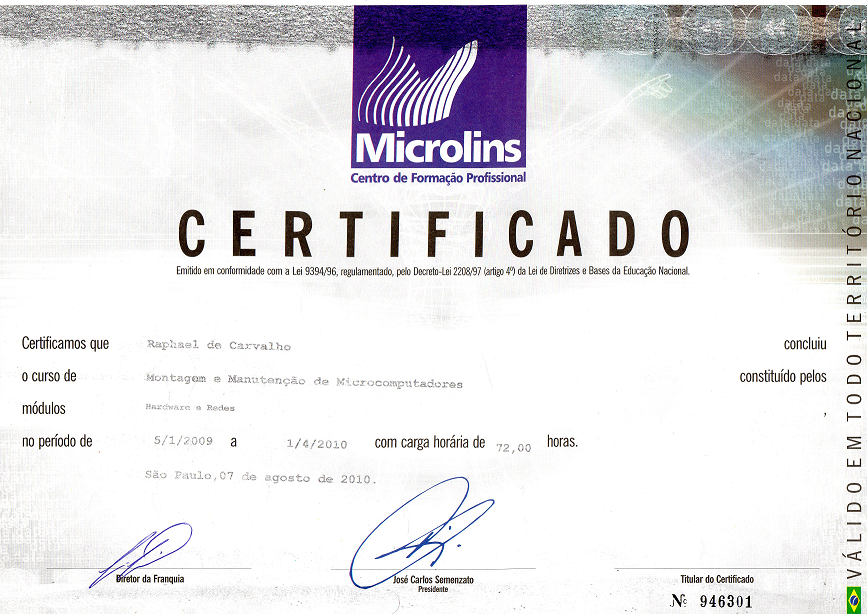 Microlins
Centro de Formação Profissional
CERTIFICADO
Emitido em conformidade com a Lei 9394/96, regulamentado, pelo Decreto-Lei 2208/97 (artigo 4º) da Lei de Diretrizes e Bases da Educação Nacional.
Certificamos que Raphael de Carvalho concluiu
o curso de Montagem e Manutenção de Microcomputadores constituído pelos
módulos Hardware e Redes ,
no período de 5/1/2009 a 1/4/2010 com carga horária de 72,00 horas.
São Paulo,07 de agosto de 2010.
Diretor da Franquia
José Carlos Semenzato
Presidente
Titular do Certificado
Nº 946301
VÁLIDO EM TODO TERRITÓRIO NACIONAL
data data
data